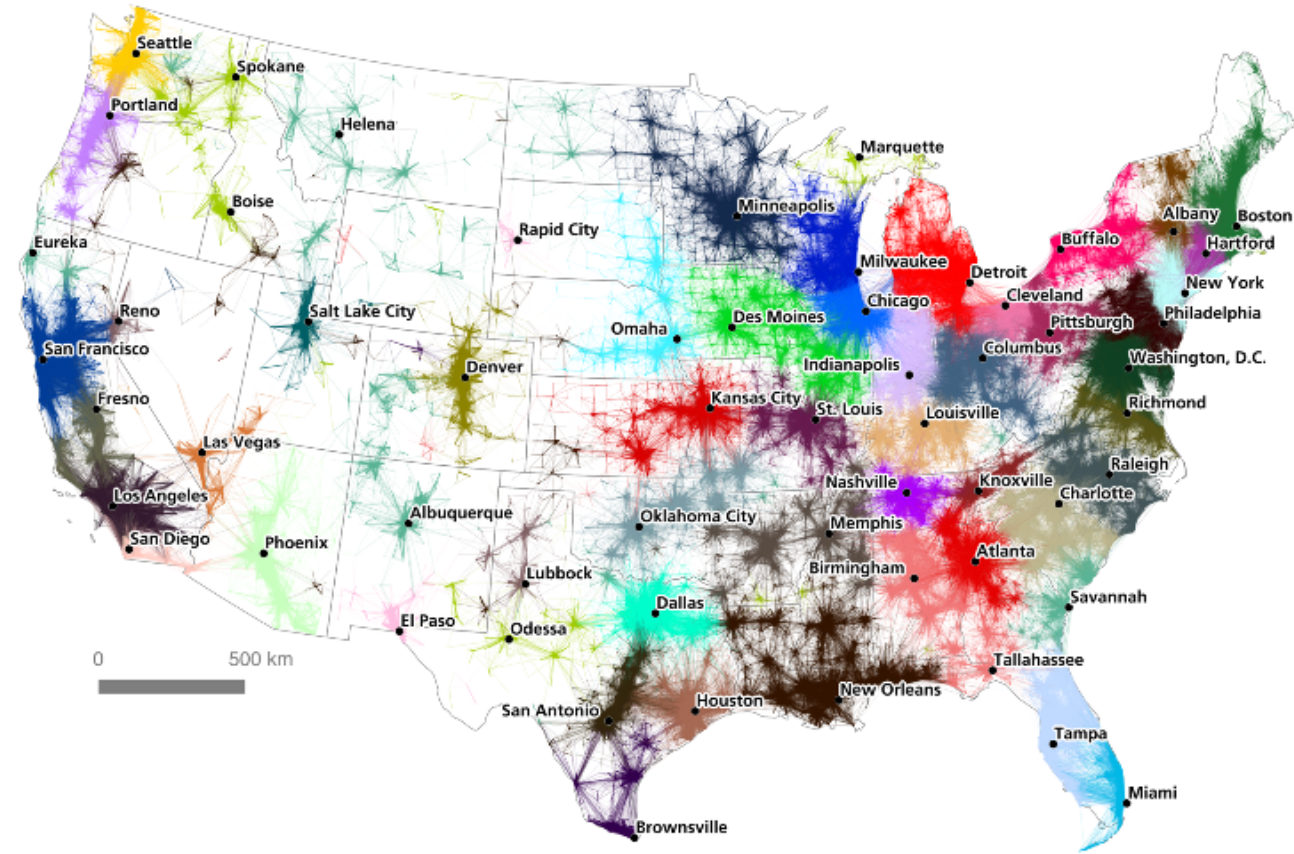 Seattle
Spokane
Portland
Helena
Marquette
Boise
Minneapolis
Rapid City
Albany
Boston
Buffalo
Hartford
Eureka
Milwaukee
Detroit
New York
Cleveland
Chicago
Reno
Salt Lake City
Philadelphia
Des Moines
Pittsburgh
Omaha
San Francisco
Columbus
Washington, D.C.
Denver
Indianapolis
Fresno
Kansas City
St. Louis
Louisville
Richmond
Las Vegas
Raleigh
Nashville
Knoxville
Los Angeles
Charlotte
Albuquerque
Oklahoma City
Memphis
San Diego
Phoenix
Atlanta
Birmingham
Lubbock
Savannah
Dallas
El Paso
Odessa
0 500 km
Tallahassee
New Orleans
San Antonio
Houston
Tampa
Miami
Brownsville